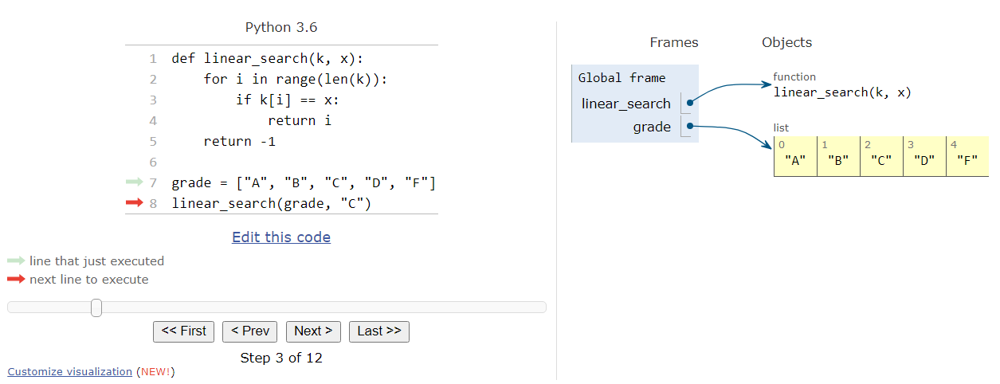 Python 3.6
1 def linear_search(k, x):
2     for i in range(len(k)):
3         if k[i] == x:
4             return i
5     return -1
6
7 grade = ["A", "B", "C", "D", "F"]
8 linear_search(grade, "C")
Edit this code
line that just executed
next line to execute
<< First < Prev Next > Last >>
Step 3 of 12
Customize visualization (NEW!)
Frames Objects
Global frame
linear_search
grade
function
linear_search(k, x)
list
0 1 2 3 4
"A" "B" "C" "D" "F"